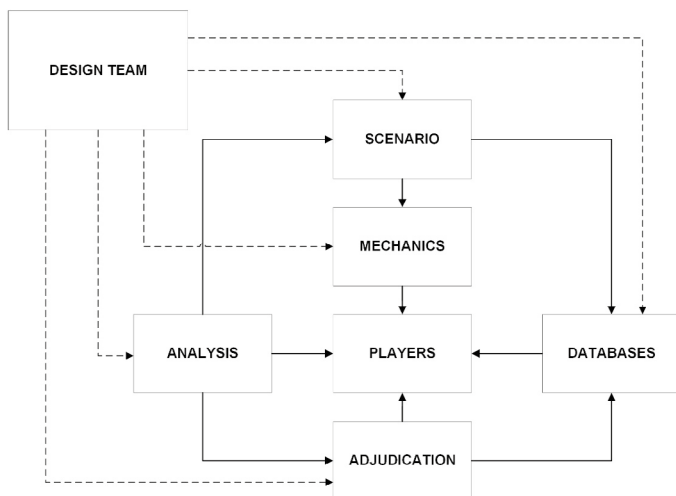 DESIGN TEAM
SCENARIO
MECHANICS
ANALYSIS
PLAYERS
DATABASES
ADJUDICATION